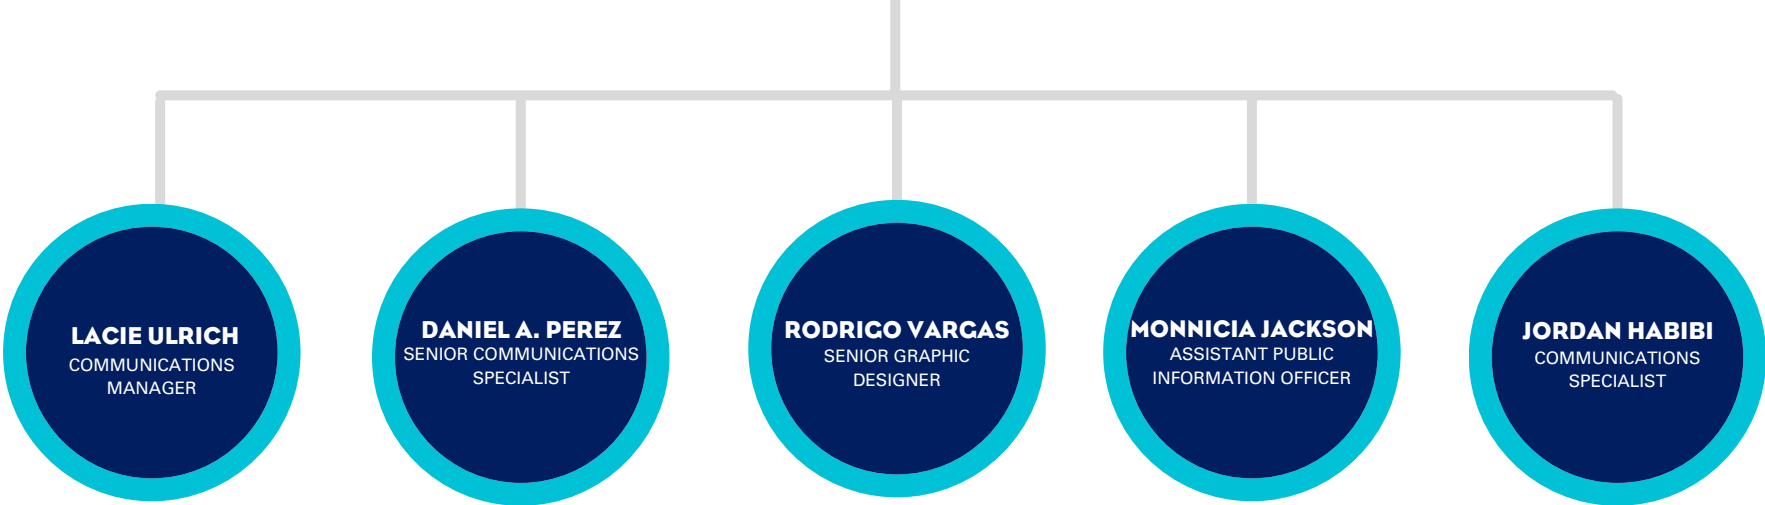 LACIE ULRICH
COMMUNICATIONS
MANAGER
DANIEL A. PEREZ
SENIOR COMMUNICATIONS
SPECIALIST
RODRIGO VARGAS
SENIOR GRAPHIC
DESIGNER
MONNICIA JACKSON
ASSISTANT PUBLIC
INFORMATION OFFICER
JORDAN HABIBI
COMMUNICATIONS
SPECIALIST